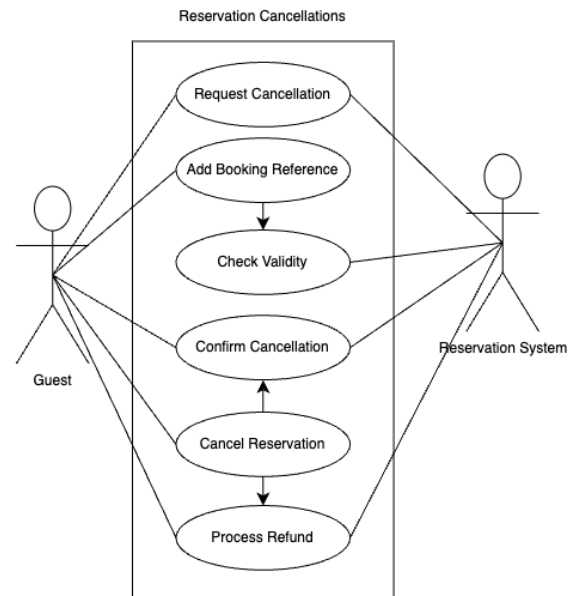 Reservation Cancellations
Request Cancellation
Add Booking Reference
Check Validity
Confirm Cancellation
Reservation System
Guest
Cancel Reservation
Process Refund